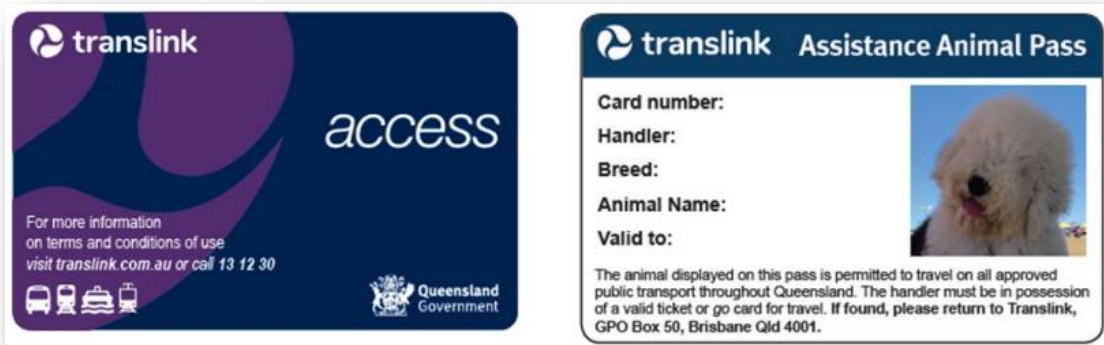 translink
access
For more information
on terms and conditions of use
visit translink.com.au or call 13 12 30
Queensland
Government
translink Assistance Animal Pass
Card number:
Handler:
Breed:
Animal Name:
Valid to:
The animal displayed on this pass is permitted to travel on all approved
public transport throughout Queensland. The handler must be in possession
of a valid ticket or go card for travel. If found, please return to Translink,
GPO Box 50, Brisbane Qld 4001.